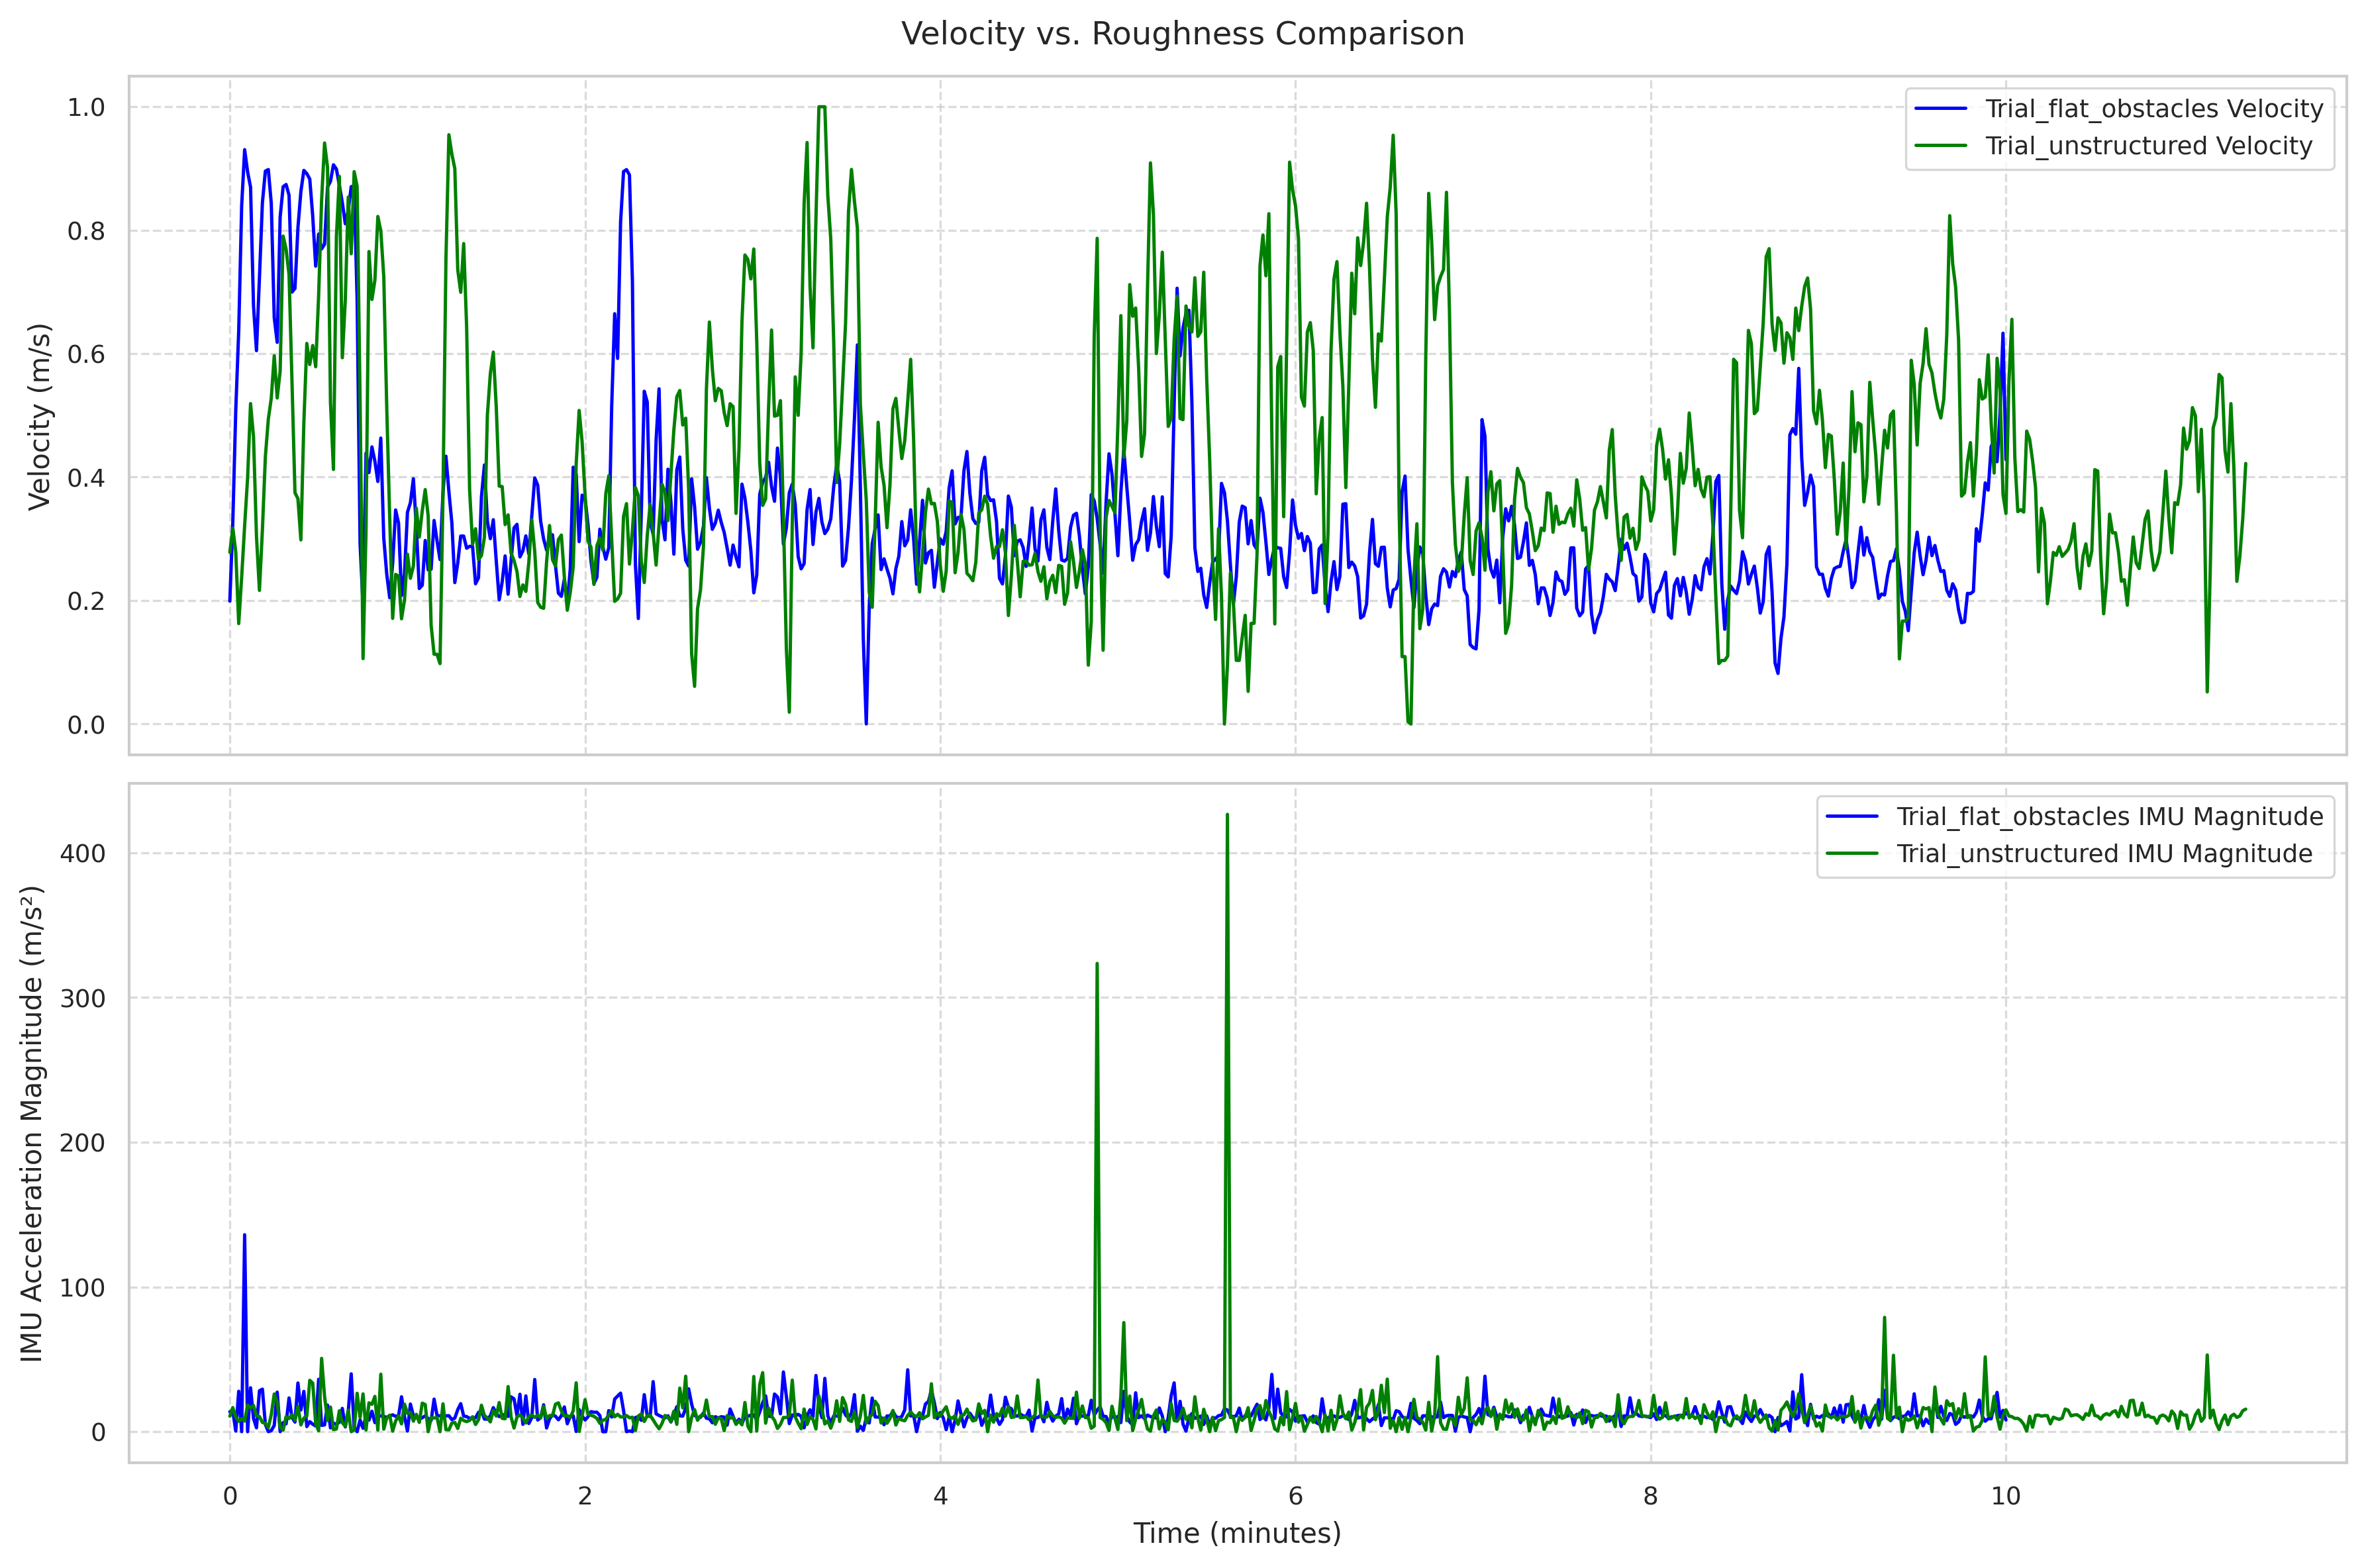 Velocity vs. Roughness Comparison
Velocity (m/s)
1.0
0.8
0.6
0.4
0.2
0.0
Trial_flat_obstacles Velocity
Trial_unstructured Velocity
IMU Acceleration Magnitude (m/s²)
400
300
200
100
0
Trial_flat_obstacles IMU Magnitude
Trial_unstructured IMU Magnitude
0 2 4 6 8 10
Time (minutes)